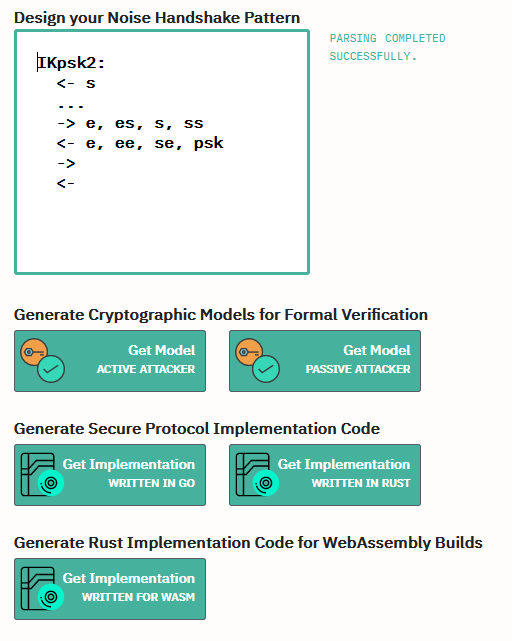 Design your Noise Handshake Pattern
PARSING COMPLETED
SUCCESSFULLY.
IKpsk2:
<- s
...
-> e, es, s, ss
<- e, ee, se, psk
->
<-
Generate Cryptographic Models for Formal Verification
Get Model
ACTIVE ATTACKER
Get Model
PASSIVE ATTACKER
Generate Secure Protocol Implementation Code
Get Implementation
WRITTEN IN GO
Get Implementation
WRITTEN IN RUST
Generate Rust Implementation Code for WebAssembly Builds
Get Implementation
WRITTEN FOR WASM